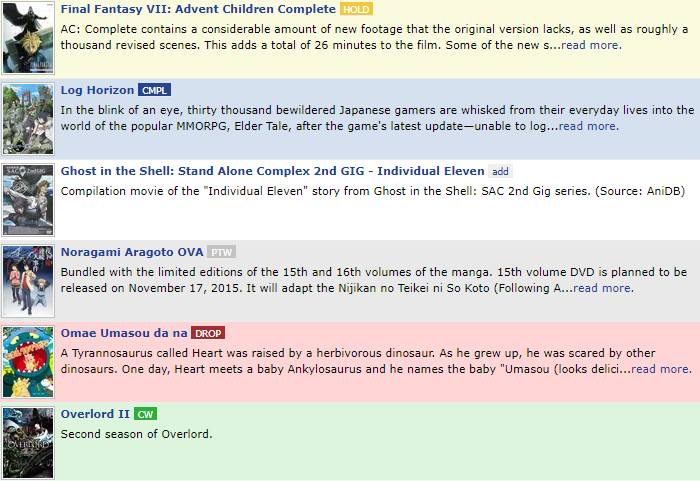 Final Fantasy VII: Advent Children Complete HOLD
AC: Complete contains a considerable amount of new footage that the original version lacks, as well as roughly a
thousand revised scenes. This adds a total of 26 minutes to the film. Some of the new s...read more.
Log Horizon CMPL
In the blink of an eye, thirty thousand bewildered Japanese gamers are whisked from their everyday lives into the
world of the popular MMORPG, Elder Tale, after the game's latest update—unable to log...read more.
Ghost in the Shell: Stand Alone Complex 2nd GIG - Individual Eleven add
Compilation movie of the "Individual Eleven" story from Ghost in the Shell: SAC 2nd Gig series. (Source: AniDB)
Noragami Aragoto OVA PTW
Bundled with the limited editions of the 15th and 16th volumes of the manga. 15th volume DVD is planned to be
released on November 17, 2015. It will adapt the Nijikan no Teikei ni So Koto (Following A...read more.
Omae Umasou da na DROP
A Tyrannosaurus called Heart was raised by a herbivorous dinosaur. As he grew up, he was scared by other
dinosaurs. One day, Heart meets a baby Ankylosaurus and he names the baby "Umasou (looks delici...read more.
Overlord II CW
Second season of Overlord.
OVERLORD